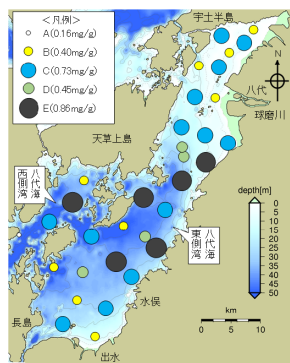 <凡例>
A(0.16mg/g)
B(0.40mg/g)
C(0.73mg/g)
D(0.45mg/g)
E(0.86mg/g)
宇土半島
N
八代
球磨川
天草上島
八代海
西側湾
八代海
東側湾
水俣
長島
出水
depth[m]
0
5
10
15
20
25
30
35
40
45
50
km
0
5
10